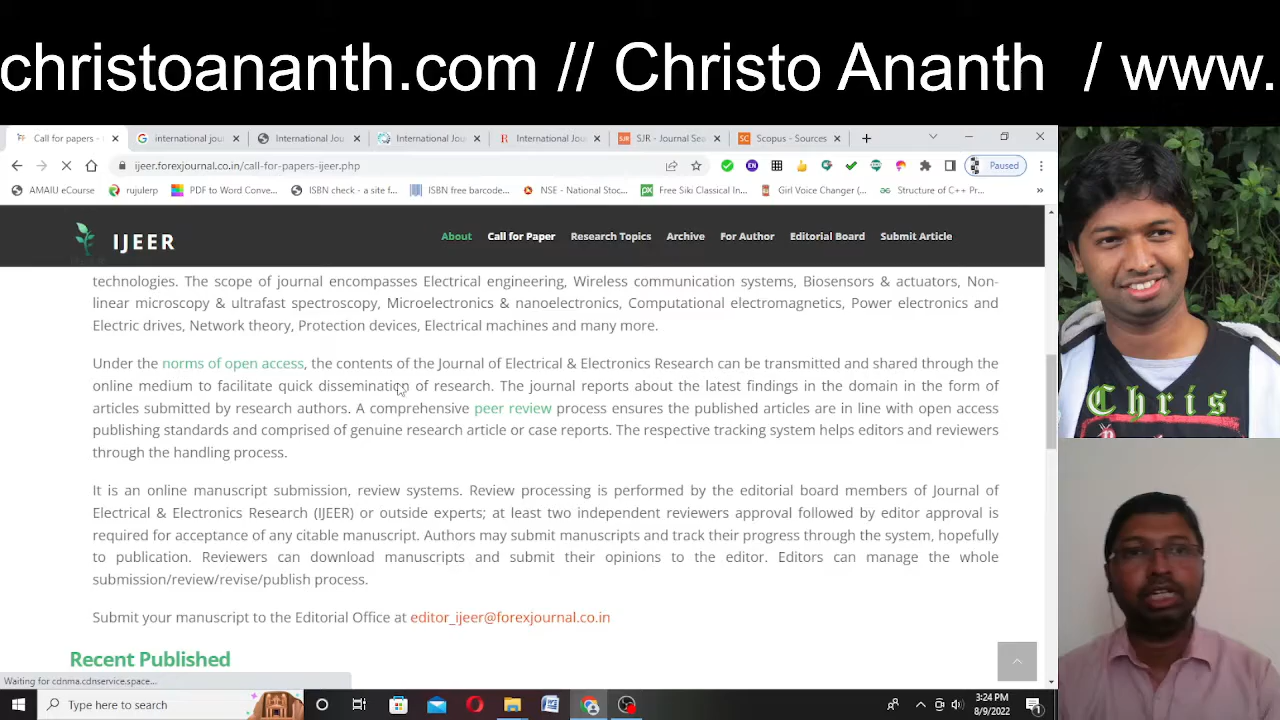 christoananth.com // Christo Ananth / www.
Call for papers -
international jou
International Jou
International Jou
International Jou
SJR - Journal Sea
Scopus - Sources
ijeer.forexjournal.co.in/call-for-papers-ijeer.php
Paused
AMAIU eCourse
rujulerp
PDF to Word Conve...
ISBN check - a site f...
ISBN free barcode...
NSE - National Stoc...
Free Siki Classical In...
Girl Voice Changer (...
Structure of C++ Pr...
IJEER
About
Call for Paper
Research Topics
Archive
For Author
Editorial Board
Submit Article
technologies. The scope of journal encompasses Electrical engineering, Wireless communication systems, Biosensors & actuators, Non-
linear microscopy & ultrafast spectroscopy, Microelectronics & nanoelectronics, Computational electromagnetics, Power electronics and
Electric drives, Network theory, Protection devices, Electrical machines and many more.
Under the norms of open access, the contents of the Journal of Electrical & Electronics Research can be transmitted and shared through the
online medium to facilitate quick dissemination of research. The journal reports about the latest findings in the domain in the form of
articles submitted by research authors. A comprehensive peer review process ensures the published articles are in line with open access
publishing standards and comprised of genuine research article or case reports. The respective tracking system helps editors and reviewers
through the handling process.
It is an online manuscript submission, review systems. Review processing is performed by the editorial board members of Journal of
Electrical & Electronics Research (IJEER) or outside experts; at least two independent reviewers approval followed by editor approval is
required for acceptance of any citable manuscript. Authors may submit manuscripts and track their progress through the system, hopefully
to publication. Reviewers can download manuscripts and submit their opinions to the editor. Editors can manage the whole
submission/review/revise/publish process.
Submit your manuscript to the Editorial Office at editor_ijeer@forexjournal.co.in
Recent Published
Waiting for cdnma.cdnservice.space...
Type here to search
3:24 PM
8/9/2022
Chris